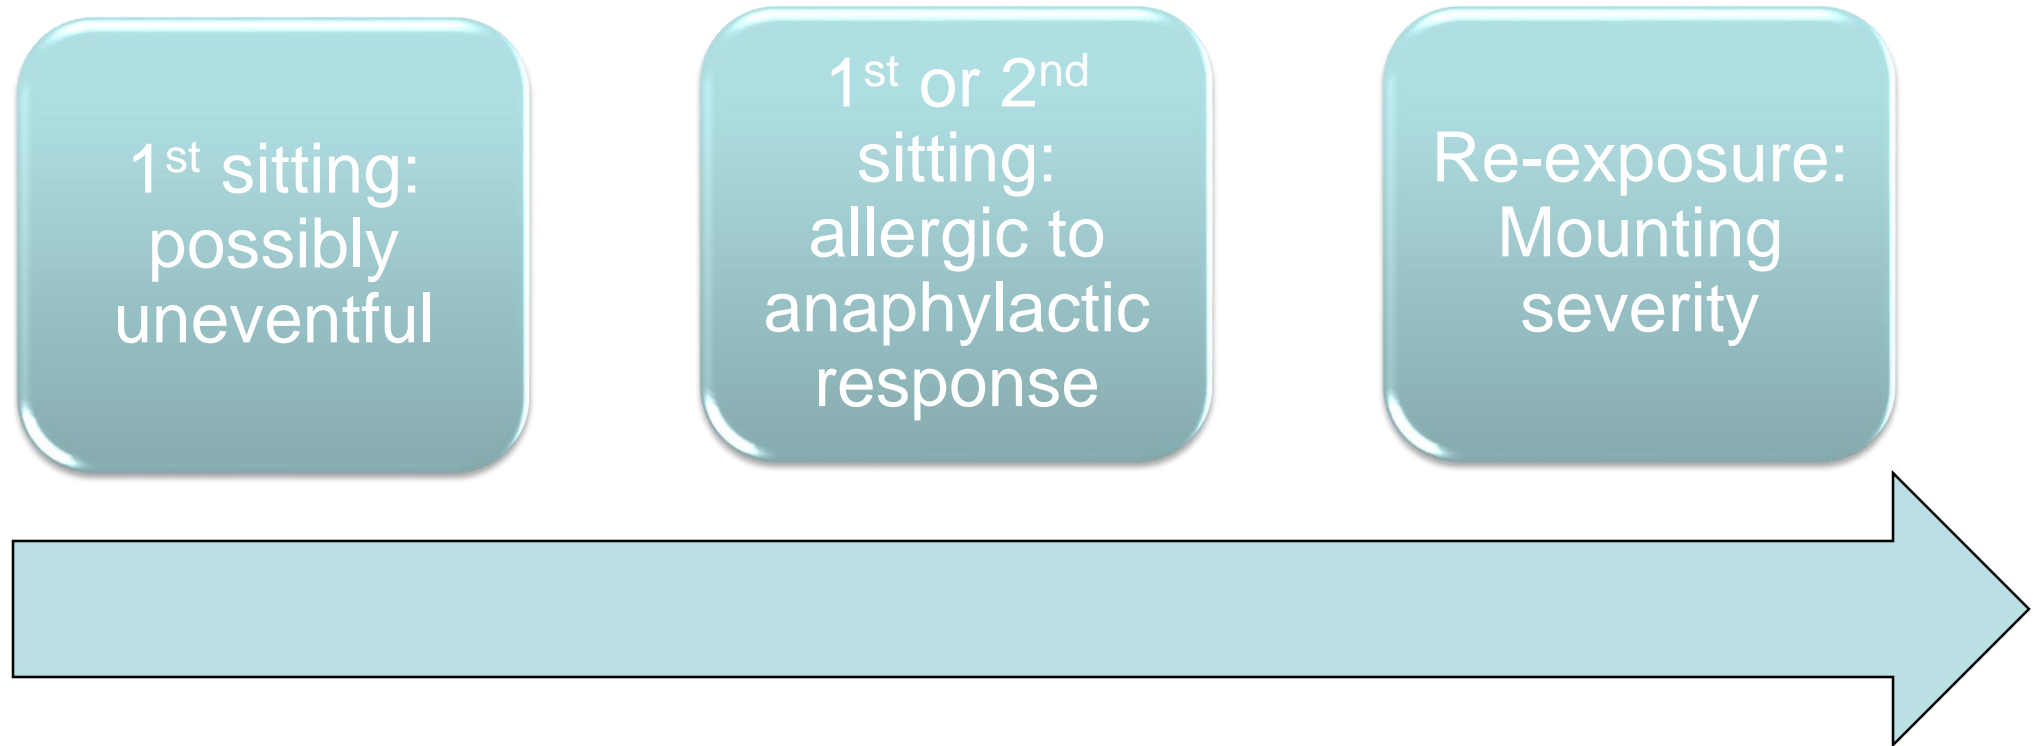 1st sitting:
possibly
uneventful
1st or 2nd
sitting:
allergic to
anaphylactic
response
Re-exposure:
Mounting
severity